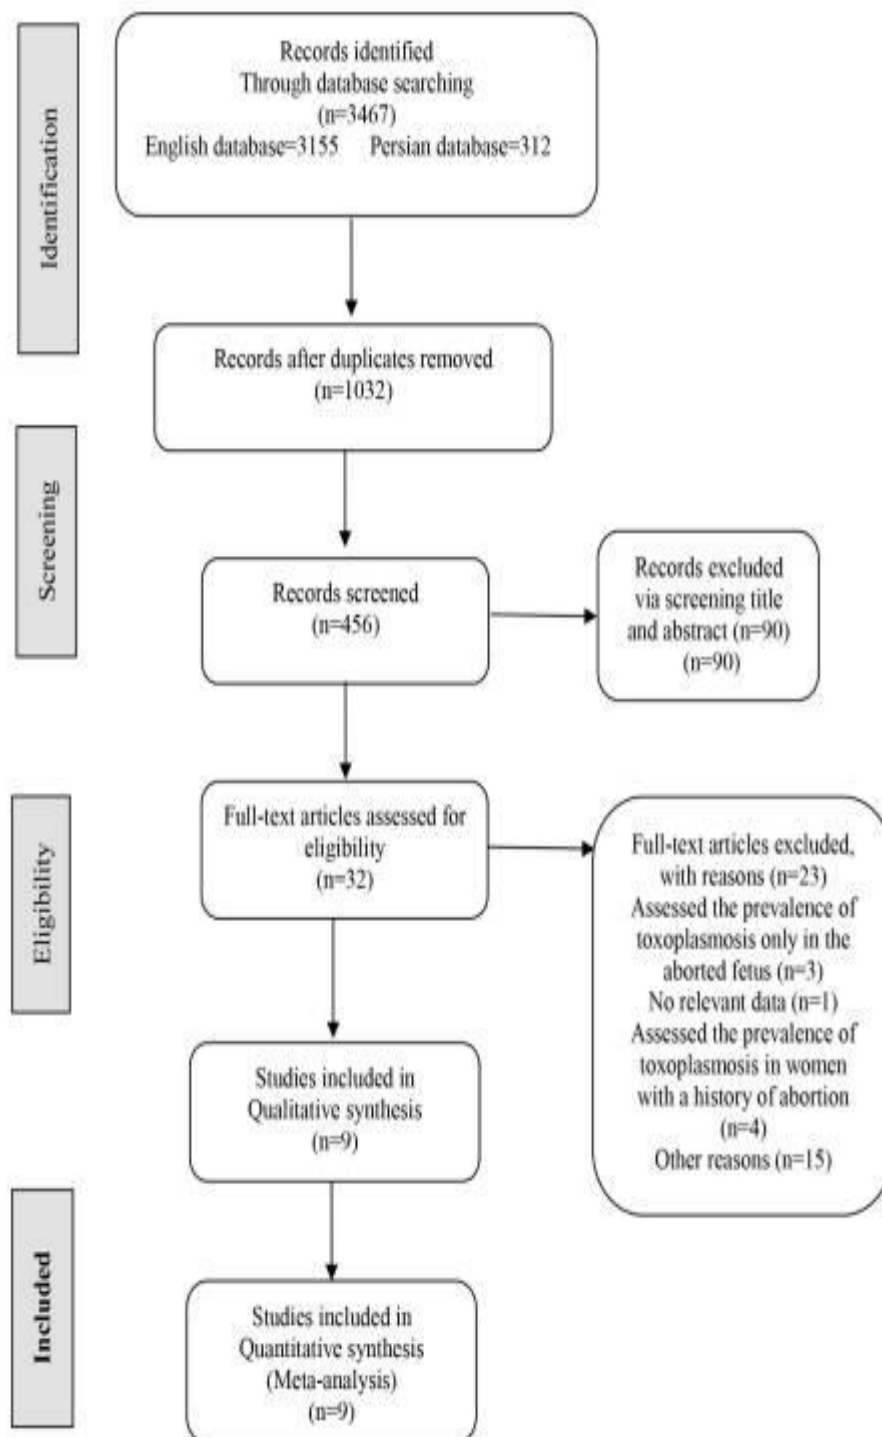 Identification
Records identified
Through database searching
(n=3467)
English database=3155 Persian database=312
Records after duplicates removed
(n=1032)
Screening
Records screened
(n=456)
Records excluded
via screening title
and abstract (n=90)
(n=90)
Eligibility
Full-text articles assessed for
eligibility
(n=32)
Full-text articles excluded,
with reasons (n=23)
Assessed the prevalence of
toxoplasmosis only in the
aborted fetus (n=3)
No relevant data (n=1)
Assessed the prevalence of
toxoplasmosis in women
with a history of abortion
(n=4)
Other reasons (n=15)
Studies included in
Qualitative synthesis
(n=9)
Included
Studies included in
Quantitative synthesis
(Meta-analysis)
(n=9)